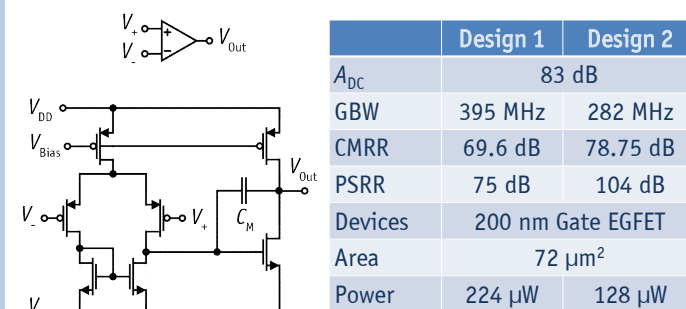 V+
V-
+
−
VOut
VDD
VBias
VOut
V-
V+
CM
Design 1 Design 2
ADC 83 dB
GBW 395 MHz 282 MHz
CMRR 69.6 dB 78.75 dB
PSRR 75 dB 104 dB
Devices 200 nm Gate EGFET
Area 72 µm²
Power 224 µW 128 µW